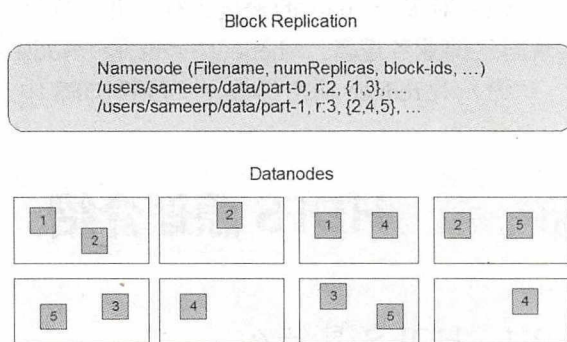 Block Replication
Namenode (Filename, numReplicas, block-ids, …)
/users/sameerp/data/part-0, r:2, {1,3}, …
/users/sameerp/data/part-1, r:3, {2,4,5}, …
Datanodes
1
2
2
1 4
2 5
5 3
4
3
5
4